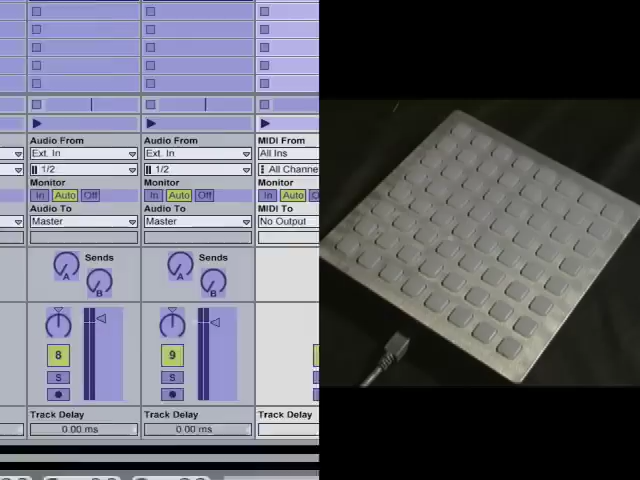 Audio From Audio From MIDI From
Ext. In Ext. In All Ins
1/2 1/2 All Channe
Monitor Monitor Monitor
In Auto Off In Auto Off In Auto
Audio To Audio To MIDI To
Master Master No Output
Sends Sends
A A
B B
8 9
S S
Track Delay Track Delay Track Delay
0.00 ms 0.00 ms